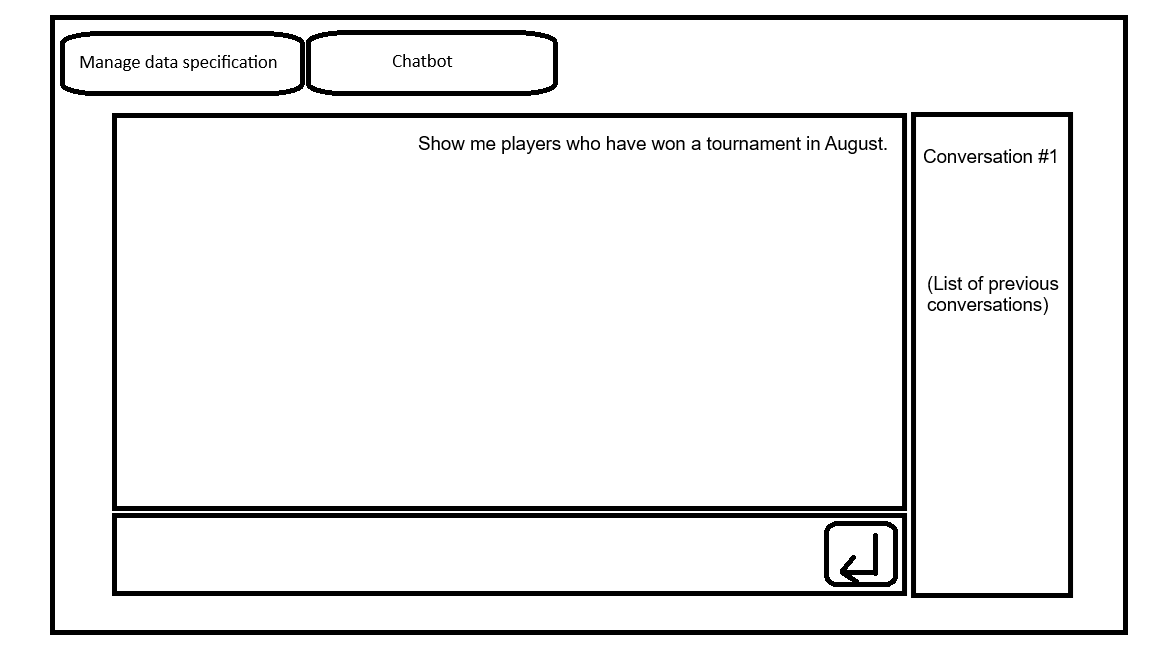 Manage data specification
Chatbot
Show me players who have won a tournament in August.
Conversation #1
(List of previous
conversations)